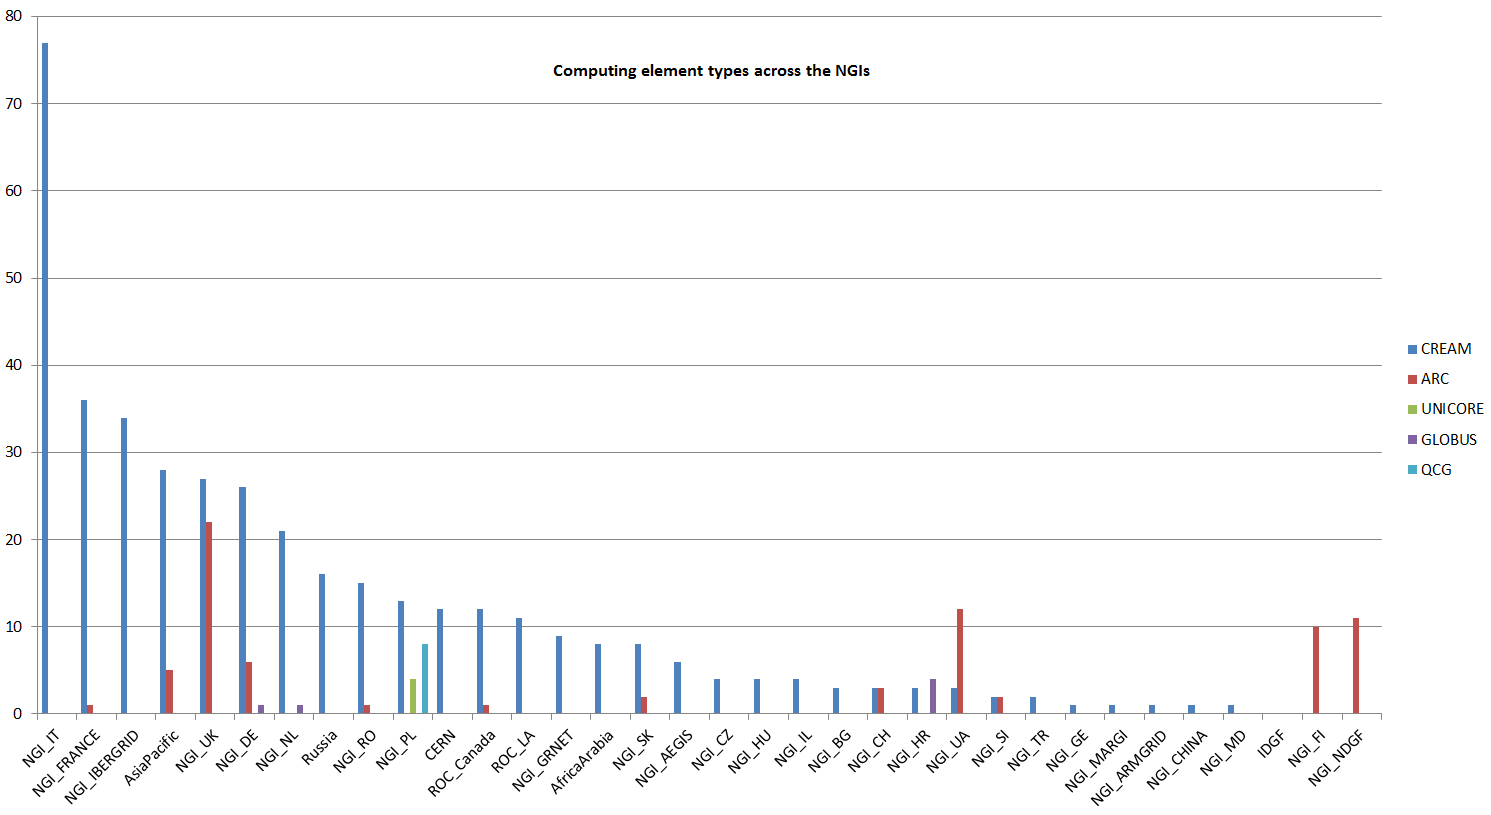 Computing element types across the NGIs
80
70
60
50
40
30
20
10
0
NGI_IT
NGI_FRANCE
NGI_IBERGRID
AsiaPacific
NGI_UK
NGI_DE
NGI_NL
Russia
NGI_RO
NGI_PL
CERN
ROC_Canada
ROC_LA
NGI_GRNET
AfricaArabia
NGI_SK
NGI_AEGIS
NGI_CZ
NGI_HU
NGI_IL
NGI_BG
NGI_CH
NGI_HR
NGI_UA
NGI_SI
NGI_TR
NGI_GE
NGI_MARGI
NGI_ARMGRID
NGI_CHINA
NGI_MD
IDGF
NGI_FI
NGI_NDGF
CREAM
ARC
UNICORE
GLOBUS
QCG